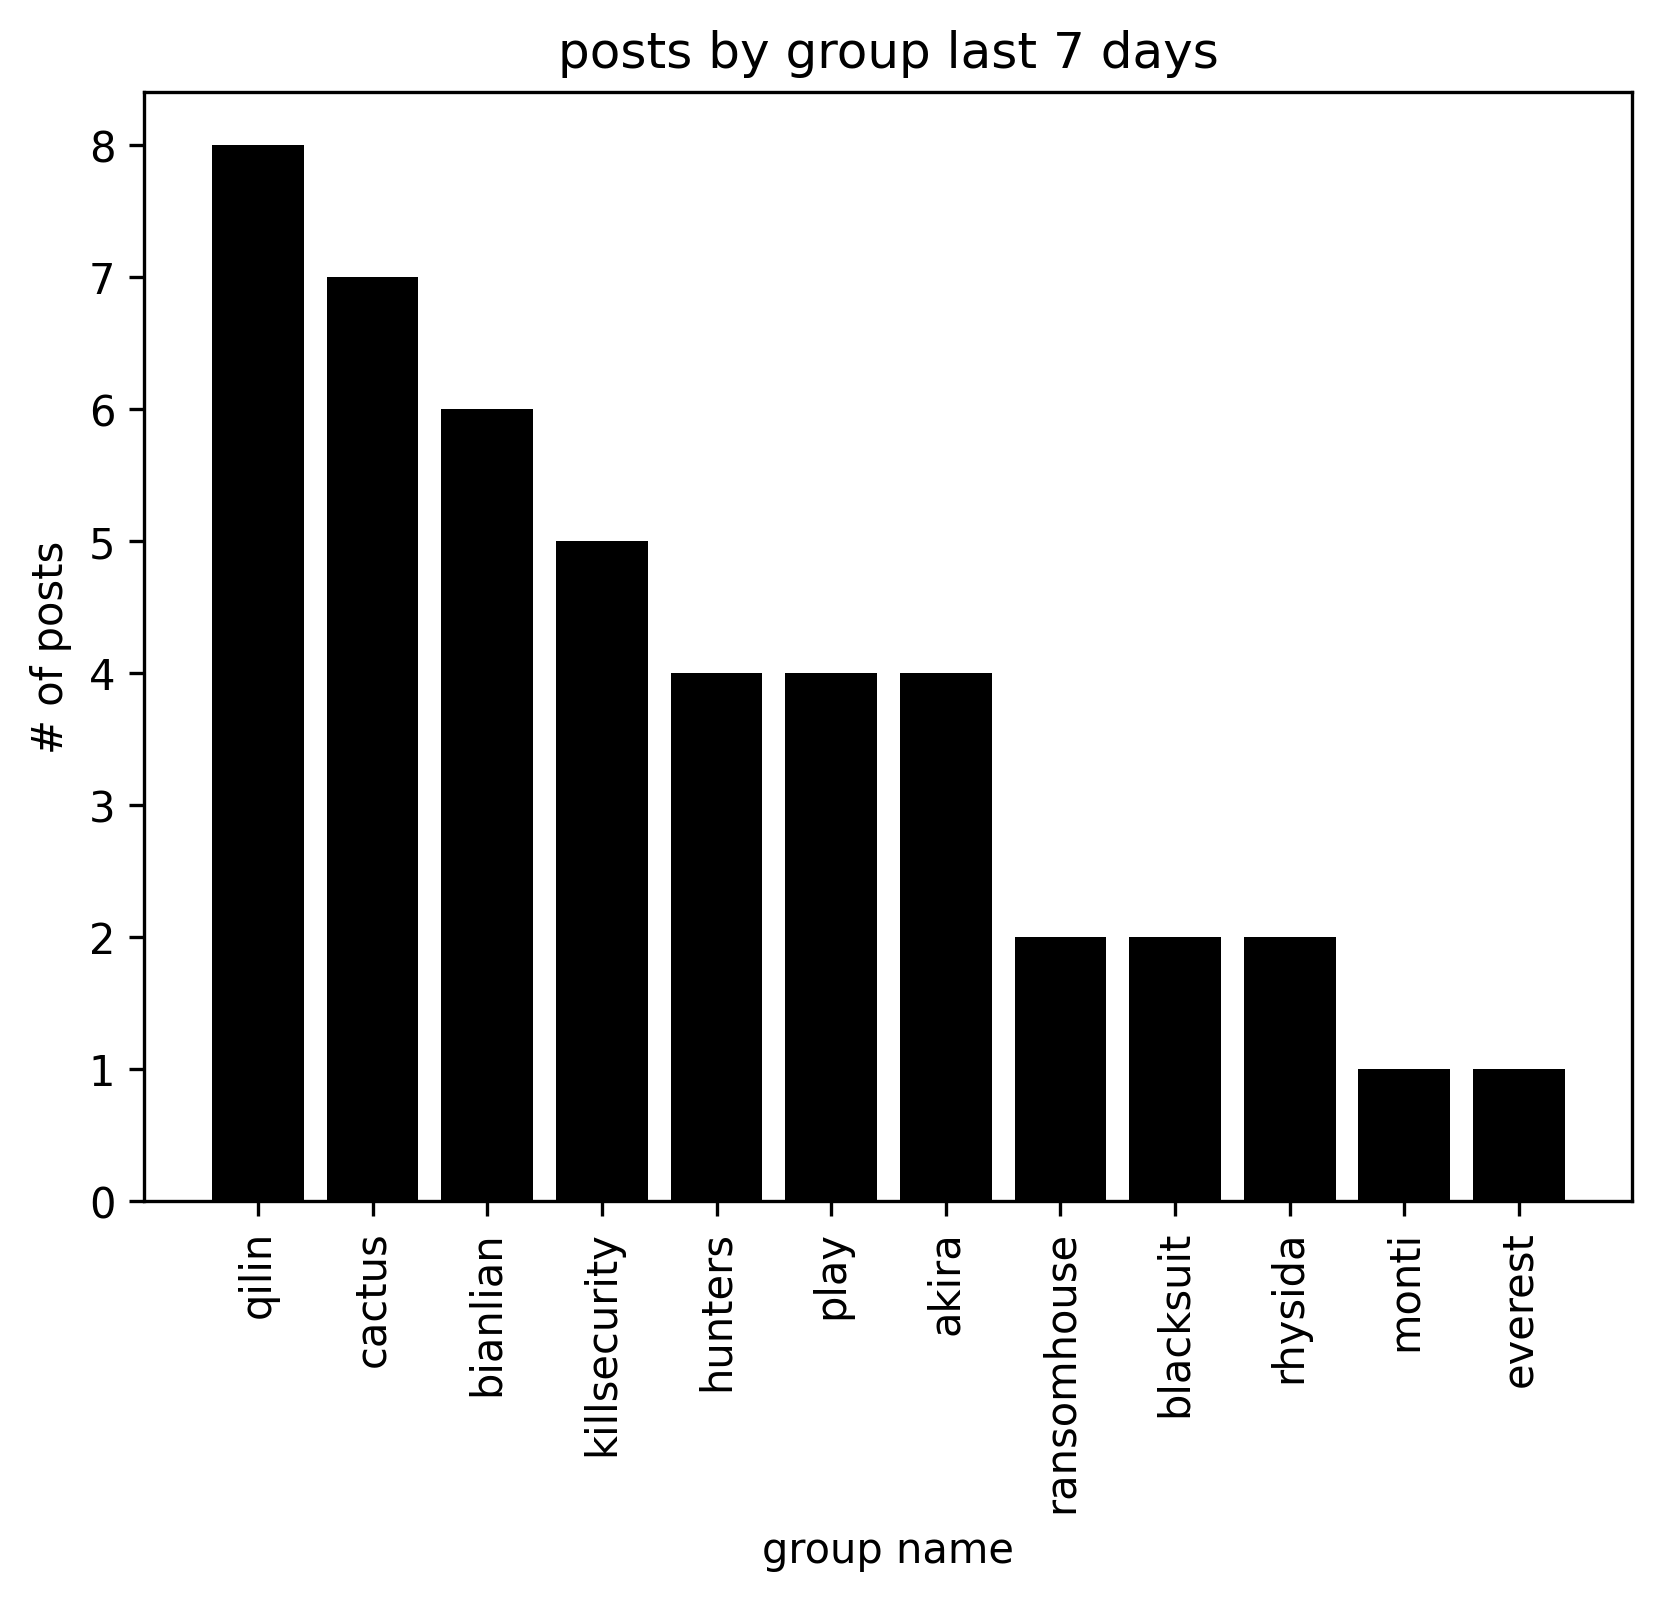 posts by group last 7 days
8
7
6
5
4
3
2
1
0
# of posts
qilin
cactus
bianlian
killsecurity
hunters
play
akira
ransomhouse
blacksuit
rhysida
monti
everest
group name